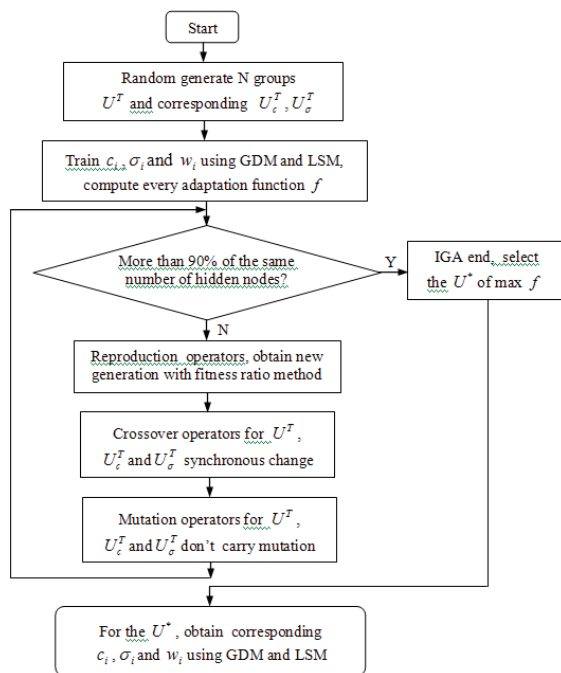 Start
Random generate N groups
U^T and corresponding U_c^T, U_σ^T
Train c_i, σ_i and w_i using GDM and LSM,
compute every adaptation function f
More than 90% of the same
number of hidden nodes?
Y
IGA end, select
the U^* of max f
N
Reproduction operators, obtain new
generation with fitness ratio method
Crossover operators for U^T,
U_c^T and U_σ^T synchronous change
Mutation operators for U^T,
U_c^T and U_σ^T don't carry mutation
For the U^*, obtain corresponding
c_i, σ_i and w_i using GDM and LSM